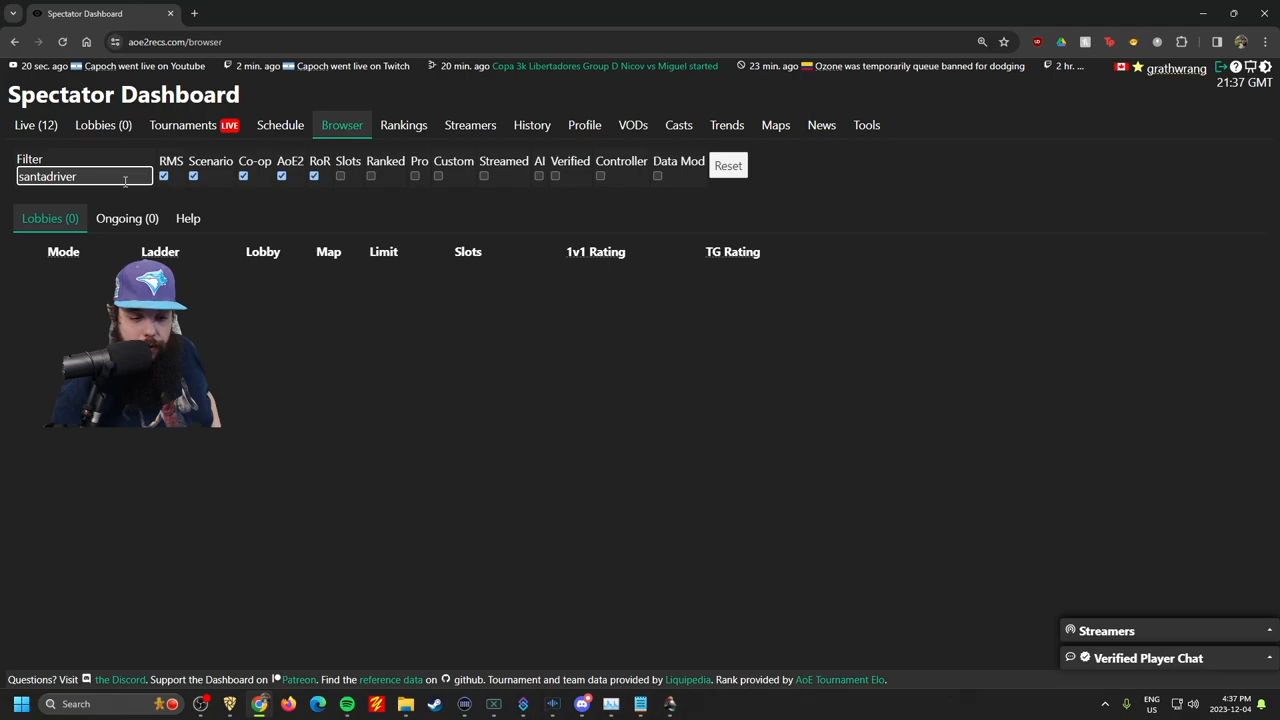 Spectator Dashboard
aoe2recs.com/browser
20 sec. ago Capoch went live on Youtube 2 min. ago Capoch went live on Twitch 20 min. ago Copa 3k Libertadores Group D Nicov vs Miguel started 23 min. ago Ozone was temporarily queue banned for dodging 2 hr. ... grathwrang
Spectator Dashboard
21:37 GMT
Live (12) Lobbies (0) Tournaments LIVE Schedule Browser Rankings Streamers History Profile VODs Casts Trends Maps News Tools
Filter RMS Scenario Co-op AoE2 RoR Slots Ranked Pro Custom Streamed AI Verified Controller Data Mod Reset
santadriver
Lobbies (0) Ongoing (0) Help
Mode Ladder Lobby Map Limit Slots 1v1 Rating TG Rating
Streamers
Verified Player Chat
Questions? Visit the Discord. Support the Dashboard on Patreon. Find the reference data on github. Tournament and team data provided by Liquipedia. Rank provided by AoE Tournament Elo.
Search
ENG
US
4:37 PM
2023-12-04